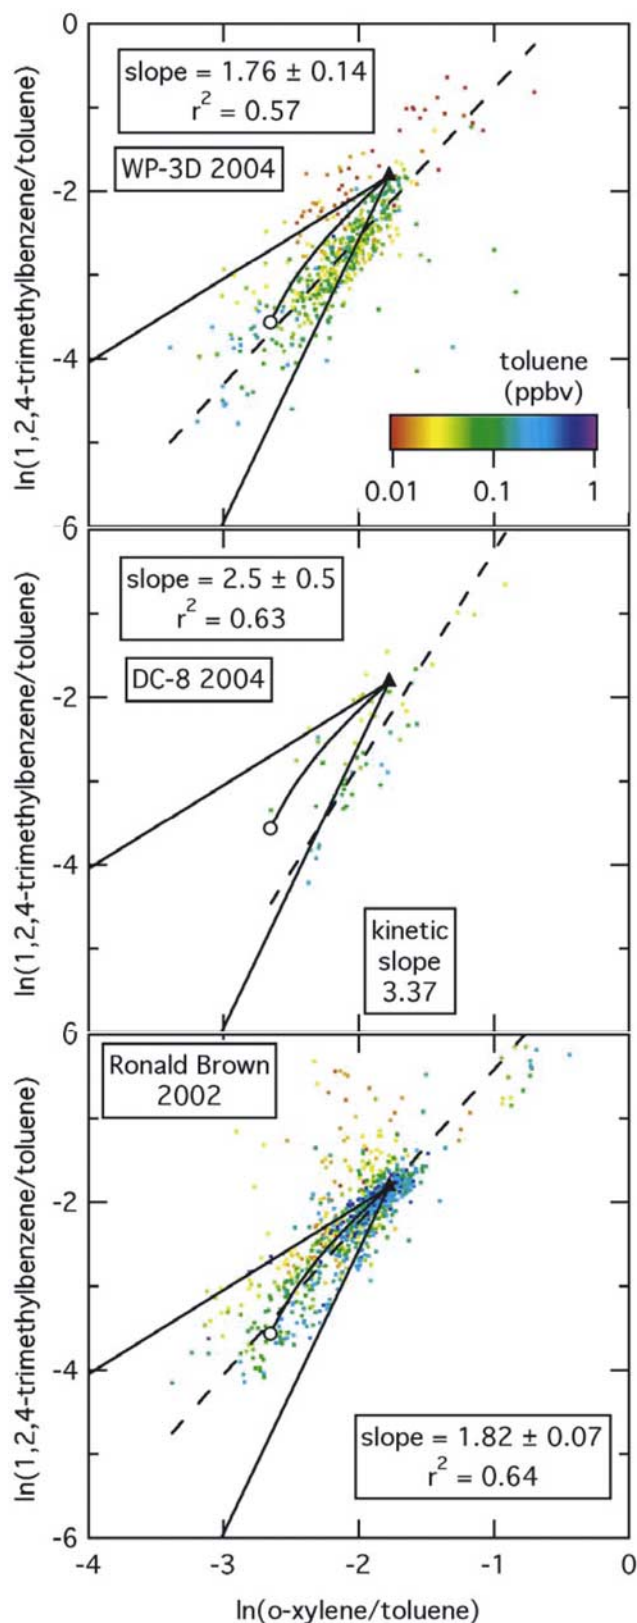 0
slope = 1.76 ± 0.14
r² = 0.57
WP-3D 2004
-2
-4
toluene
(ppbv)
0.01 0.1 1
ln(1,2,4-trimethylbenzene/toluene)
6
slope = 2.5 ± 0.5
r² = 0.63
DC-8 2004
-2
-4
kinetic
slope
3.37
ln(1,2,4-trimethylbenzene/toluene)
6
Ronald Brown
2002
-2
-4
slope = 1.82 ± 0.07
r² = 0.64
ln(1,2,4-trimethylbenzene/toluene)
-6
-4 -3 -2 -1 0
ln(o-xylene/toluene)